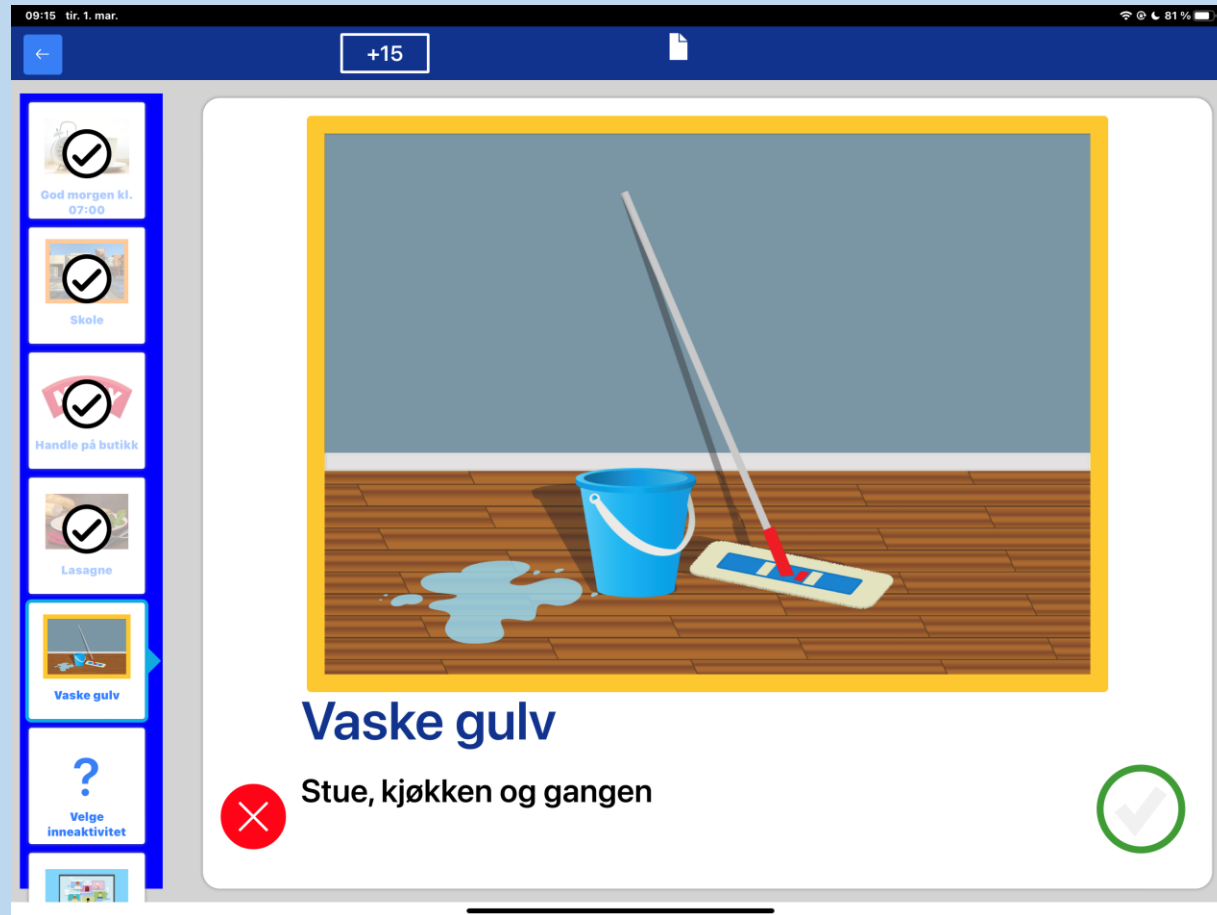 09:15 tir. 1. mar.
81 %
+15
God morgen kl.
07:00
Skole
Handle på butikk
Lasagne
Vaske gulv
?
Velge
inneaktivitet
Vaske gulv
Stue, kjøkken og gangen